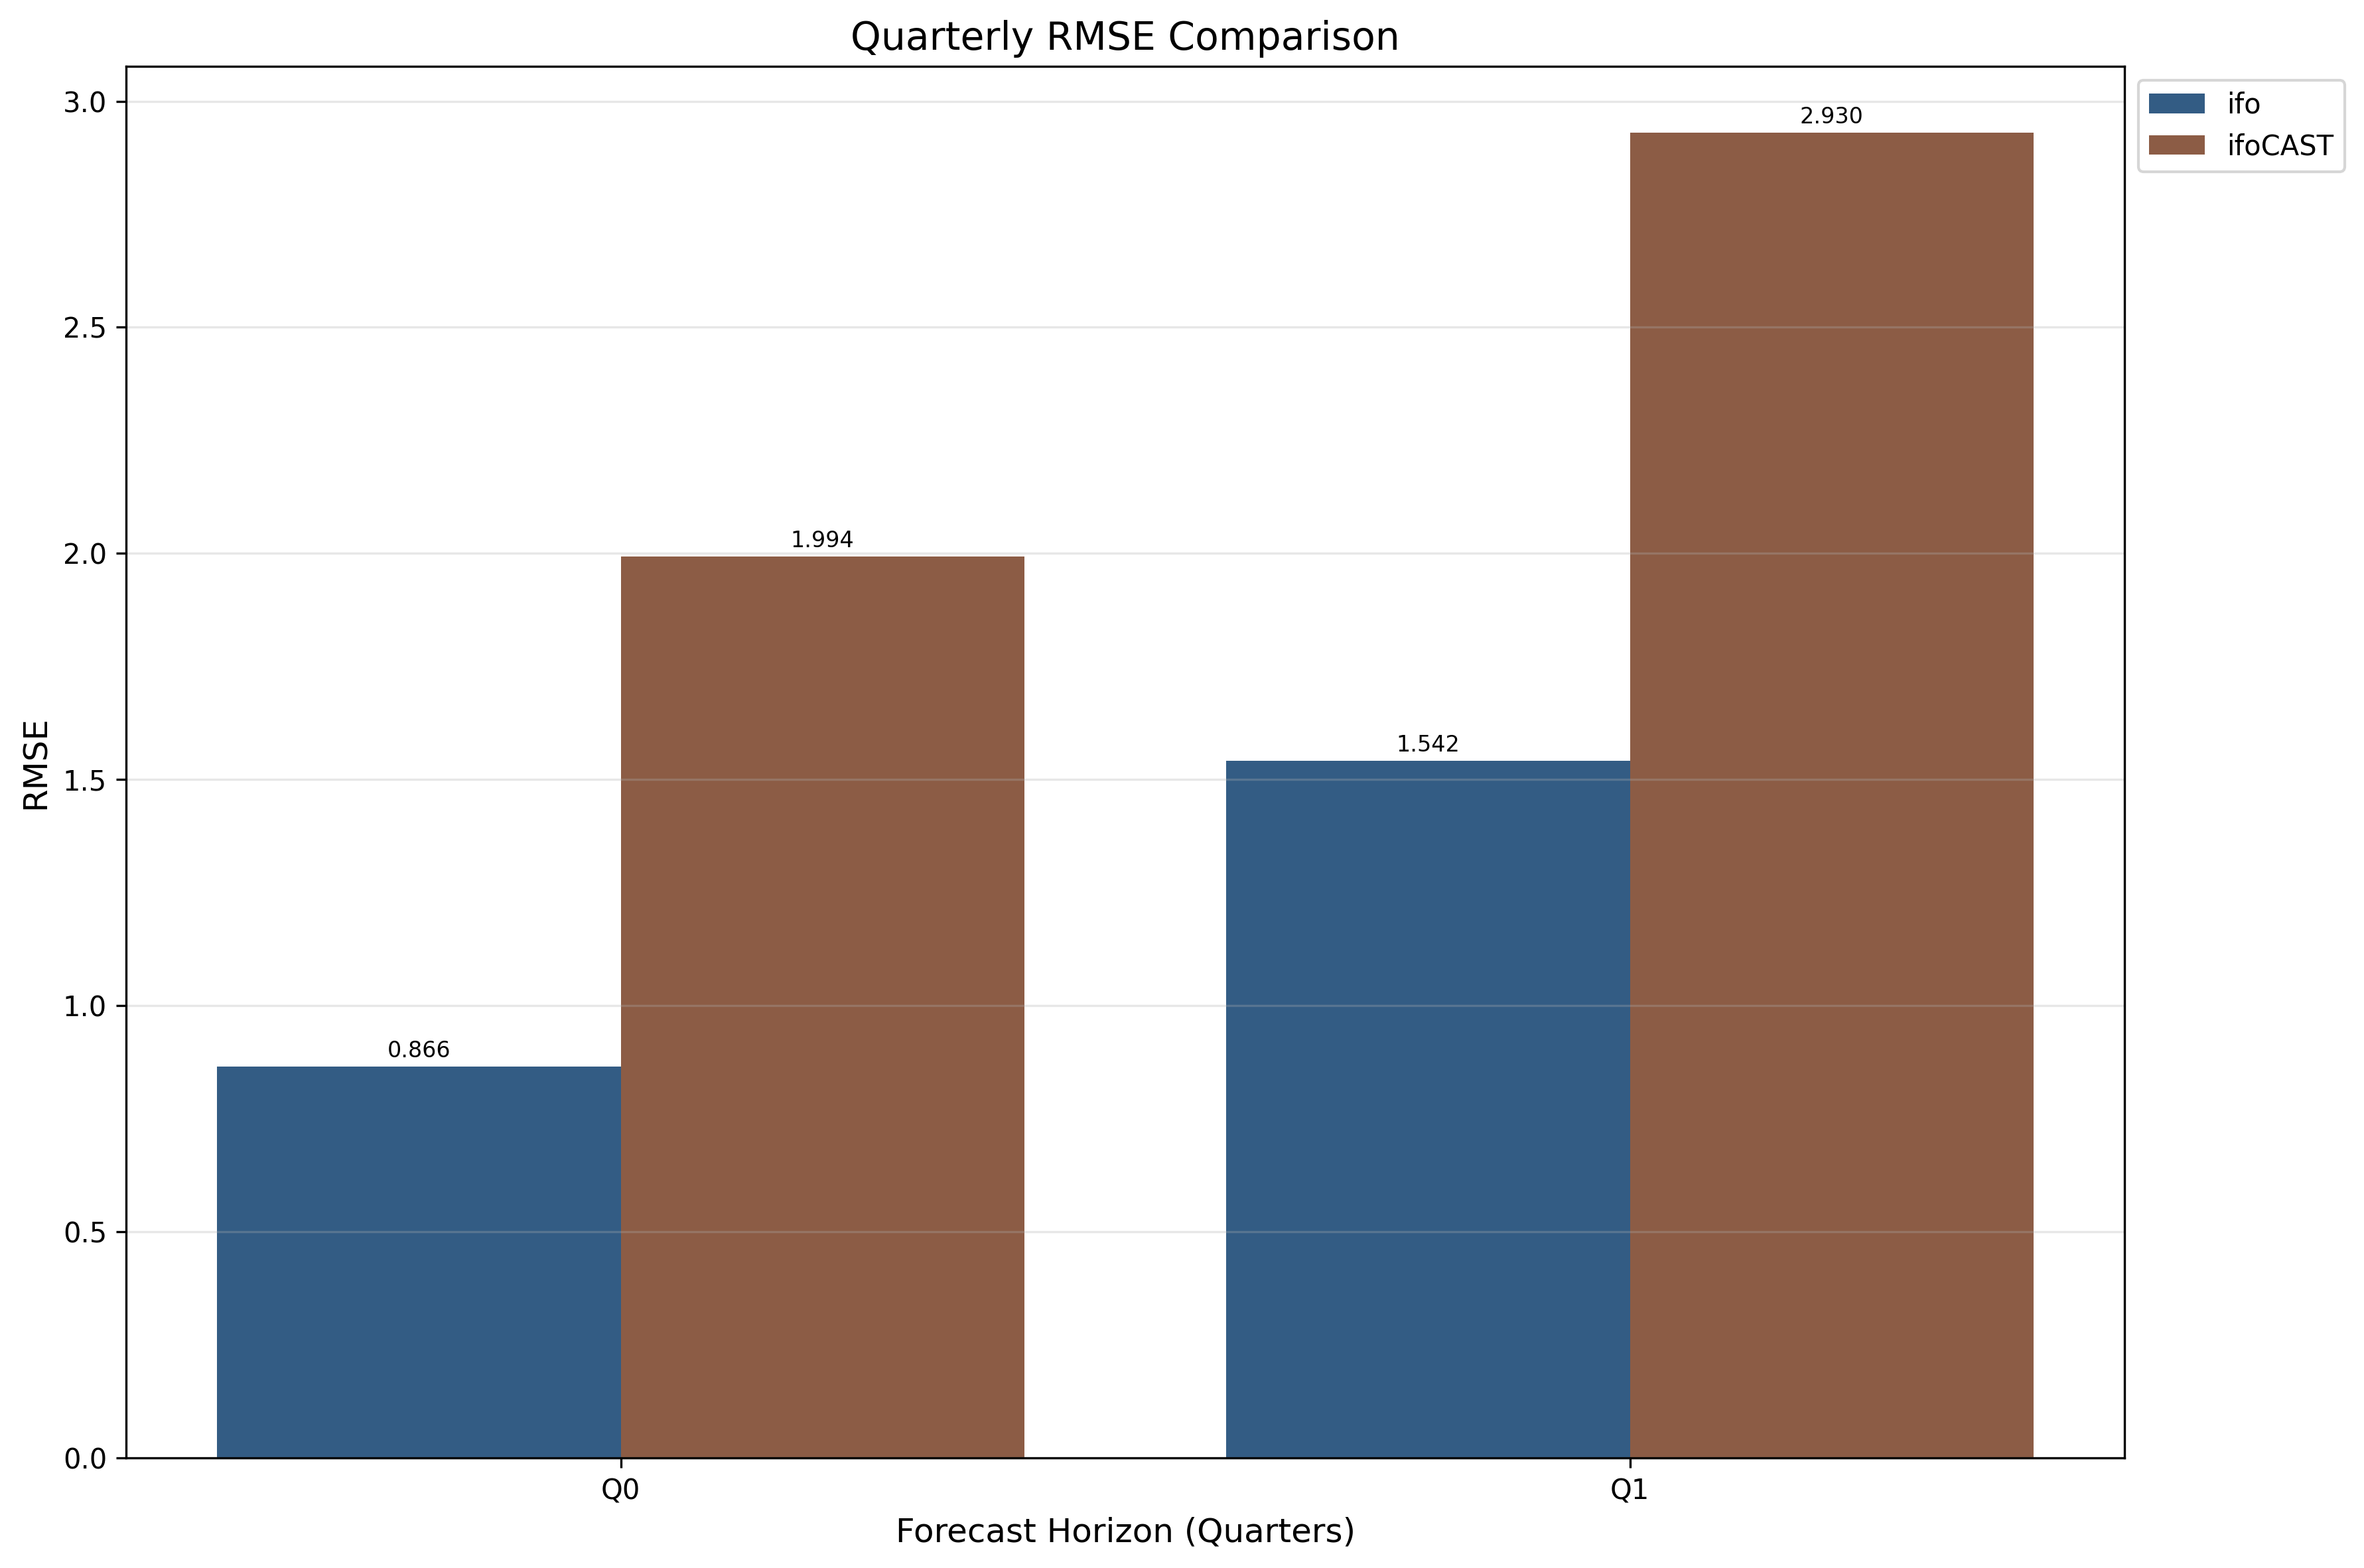 Quarterly RMSE Comparison
3.0
2.5
2.0
1.5
1.0
0.5
0.0
RMSE
0.866
1.994
1.542
2.930
Q0
Q1
Forecast Horizon (Quarters)
ifo
ifoCAST